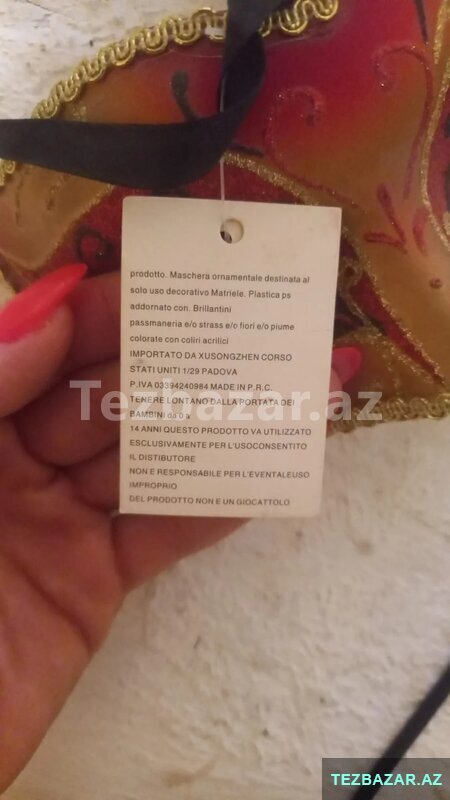 prodotto. Maschera ornamentale destinata al
solo uso decorativo Matriele. Plastica ps
addornato con. Brillantini
passmaneria e/o strass e/o fiori e/o piume
colorate con coliri acrilici
IMPORTATO DA XUSONGZHEN CORSO
STATI UNITI 1/29 PADOVA
P.IVA 03394240984 MADE IN P.R.C.
TENERE LONTANO DALLA PORTATA DEI
BAMBINI da 0 a
14 ANNI QUESTO PRODOTTO VA UTILIZZATO
ESCLUSIVAMENTE PER L'USOCONSENTITO
IL DISTIBUTORE
NON E RESPONSABILE PER L'EVENTALEUSO
IMPROPRIO
DEL PRODOTTO NON E UN GIOCATTOLO
TezBazar.az
TEZBAZAR.AZ